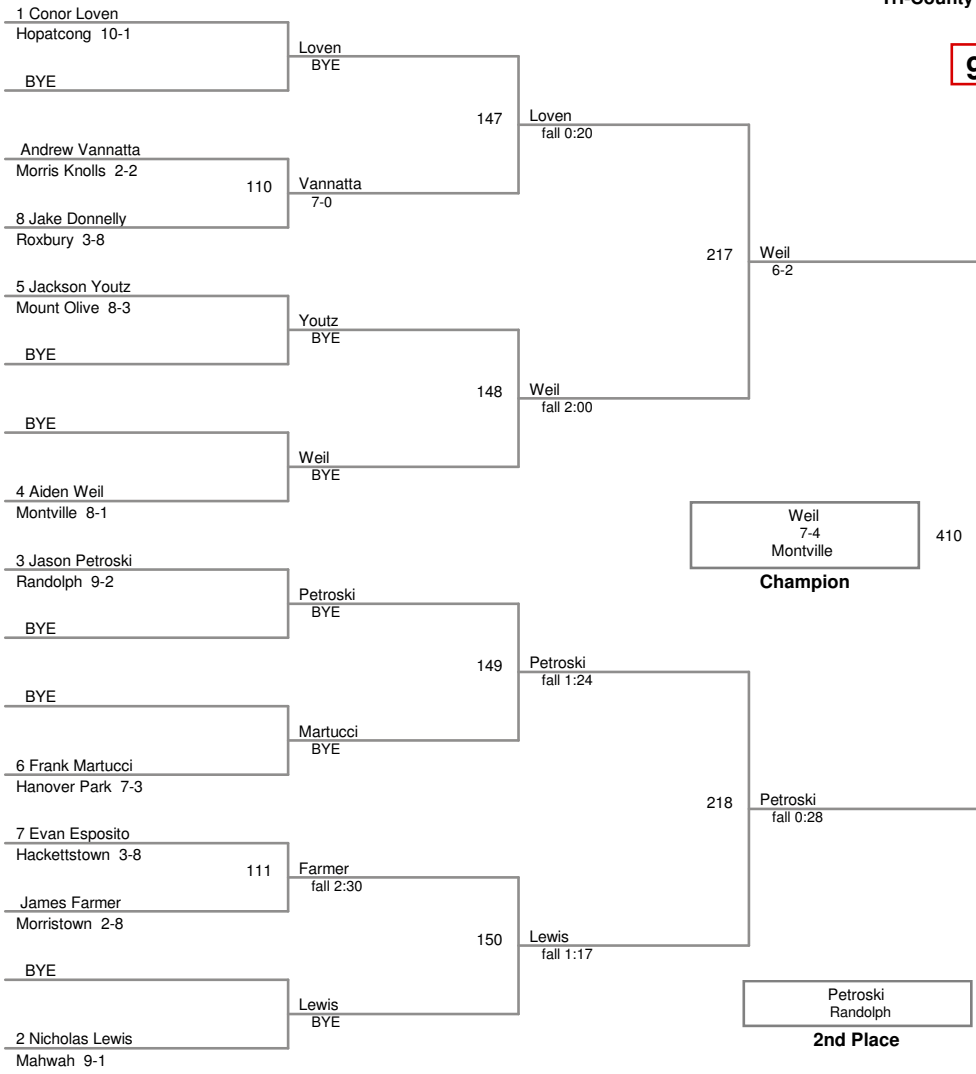 Tri-County
1 Conor Loven
Hopatcong 10-1
BYE
Andrew Vannatta
Morris Knolls 2-2
110
8 Jake Donnelly
Roxbury 3-8
5 Jackson Youtz
Mount Olive 8-3
BYE
BYE
4 Aiden Weil
Montville 8-1
3 Jason Petroski
Randolph 9-2
BYE
BYE
6 Frank Martucci
Hanover Park 7-3
7 Evan Esposito
Hackettstown 3-8
111
James Farmer
Morristown 2-8
BYE
2 Nicholas Lewis
Mahwah 9-1
Loven
BYE
147
Vannatta
7-0
Youtz
BYE
148
Weil
BYE
Petroski
BYE
149
Martucci
BYE
Farmer
fall 2:30
150
Lewis
BYE
Loven
fall 0:20
217
Weil
fall 2:00
Petroski
fall 1:24
218
Lewis
fall 1:17
Weil
6-2
Petroski
fall 0:28
Weil
7-4
Montville
410
Champion
Petroski
Randolph
2nd Place